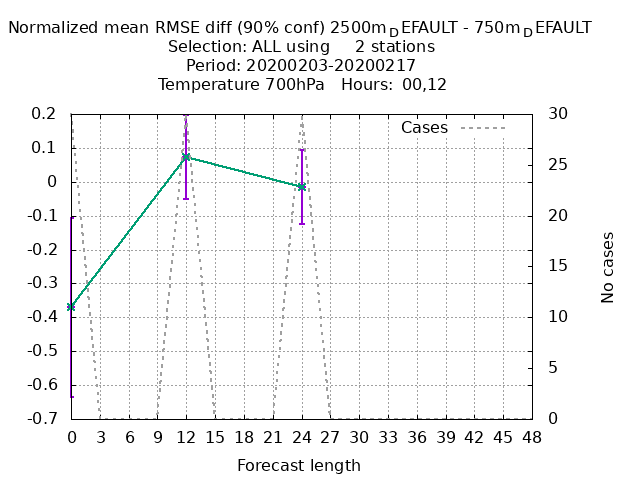 Normalized mean RMSE diff (90% conf) 2500m_DEFAULT - 750m_DEFAULT
Selection: ALL using 2 stations
Period: 20200203-20200217
Temperature 700hPa Hours: 00,12
Cases
0.2
0.1
0
-0.1
-0.2
-0.3
-0.4
-0.5
-0.6
-0.7
30
25
20
15
10
5
0
No cases
0 3 6 9 12 15 18 21 24 27 30 33 36 39 42 45 48
Forecast length